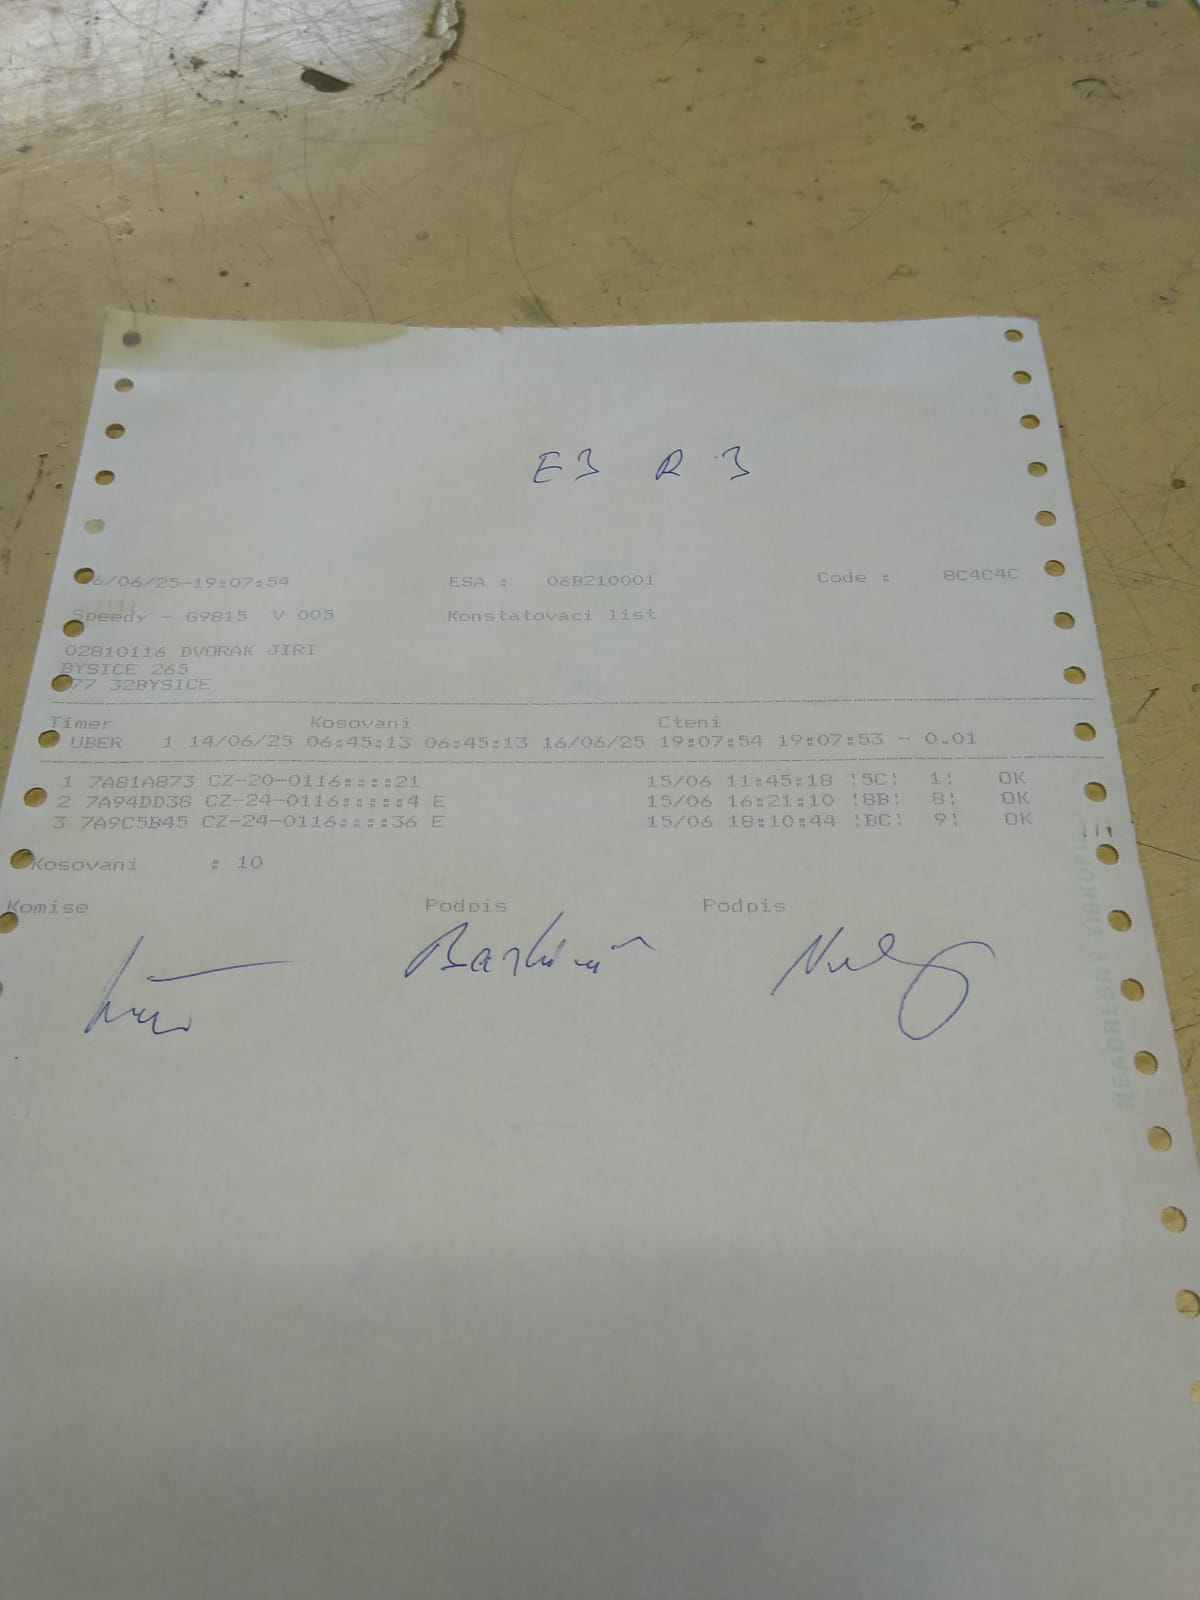 E3 R 3
6/06/25-19:07:54 ESA : 06B210001 Code : 8C4C4C
Speedy - G9815 V 005 Konstatovaci list
02810116 DVORAK JIRI
BYSICE 265
77 32BYSICE
Timer Kosovani Cteni
UBER 1 14/06/25 06:45:13 06:45:13 16/06/25 19:07:54 19:07:53 - 0.01
1 7A81A873 CZ-20-0116::::21 15/06 11:45:18 ¦5C¦ 1¦ OK
2 7A94DD38 CZ-24-0116:::::4 E 15/06 16:21:10 ¦8B¦ 8¦ OK
3 7A9C5B45 CZ-24-0116::::36 E 15/06 18:10:44 ¦BC¦ 9¦ OK
Kosovani : 10
Komise Podpis Podpis
NEADRESNY TISKOPIS